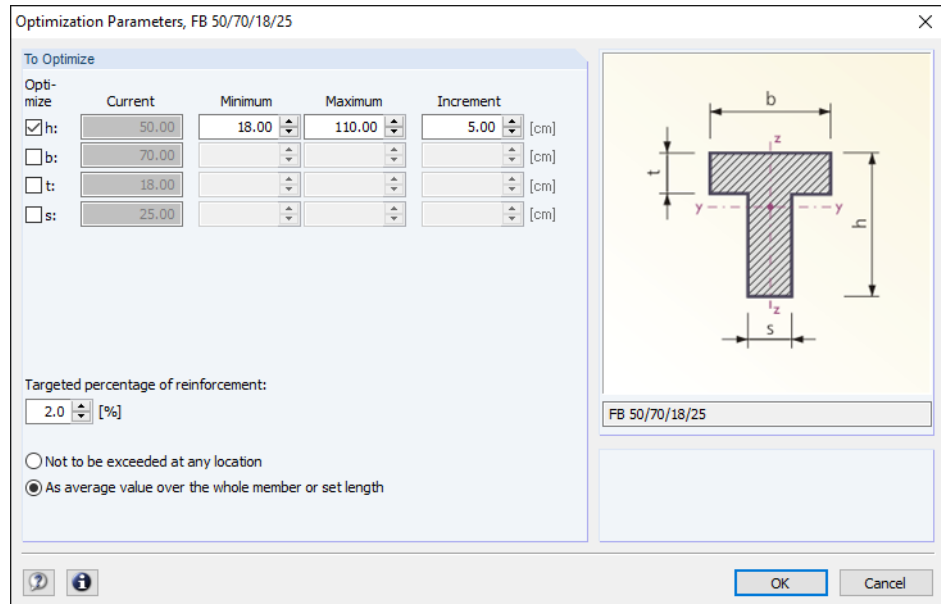 Optimization Parameters, FB 50/70/18/25
To Optimize
Opti-
mize Current Minimum Maximum Increment
h: 50.00 18.00 110.00 5.00 [cm]
b: 70.00 [cm]
t: 18.00 [cm]
s: 25.00 [cm]
Targeted percentage of reinforcement:
2.0 [%]
Not to be exceeded at any location
As average value over the whole member or set length
b
z
t
y y
h
z
s
FB 50/70/18/25
OK Cancel